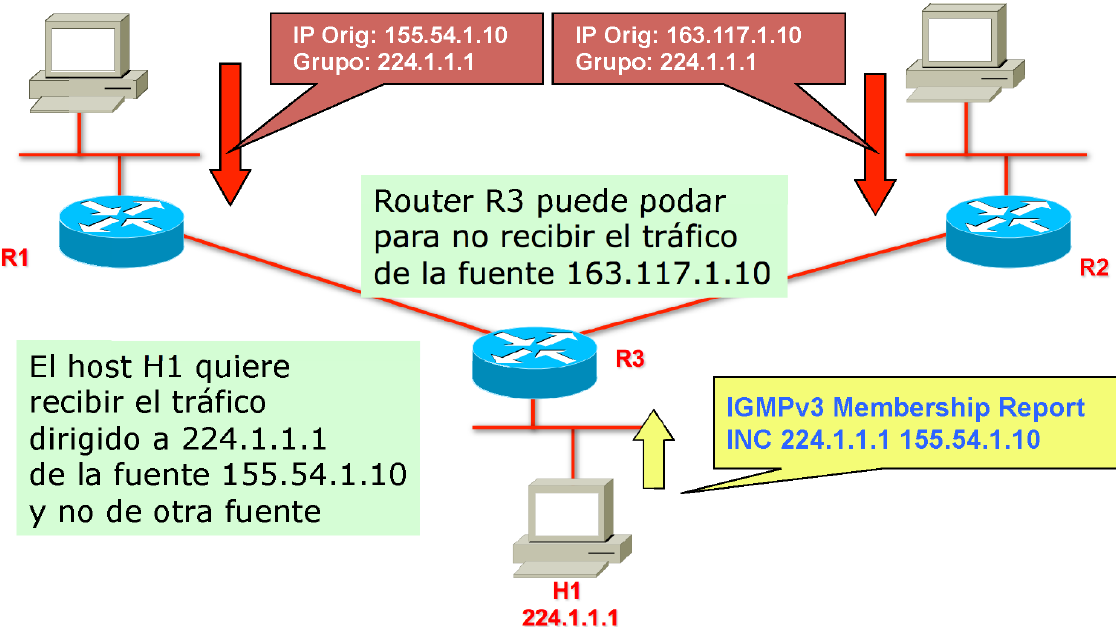 IP Orig: 155.54.1.10
Grupo: 224.1.1.1
IP Orig: 163.117.1.10
Grupo: 224.1.1.1
Router R3 puede podar
para no recibir el tráfico
de la fuente 163.117.1.10
R1
R2
R3
El host H1 quiere
recibir el tráfico
dirigido a 224.1.1.1
de la fuente 155.54.1.10
y no de otra fuente
IGMPv3 Membership Report
INC 224.1.1.1 155.54.1.10
H1
224.1.1.1